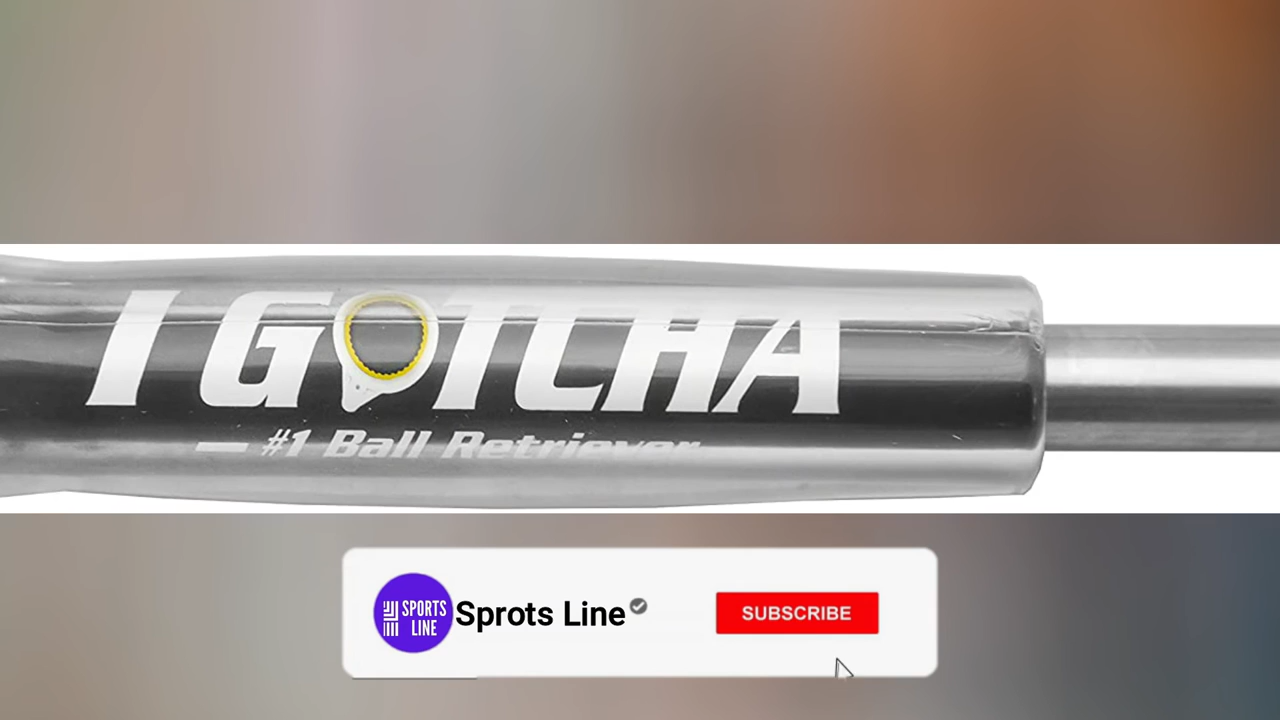 I GOTCHA
#1 Ball Retriever
SPORTS
LINE
Sprots Line
SUBSCRIBE